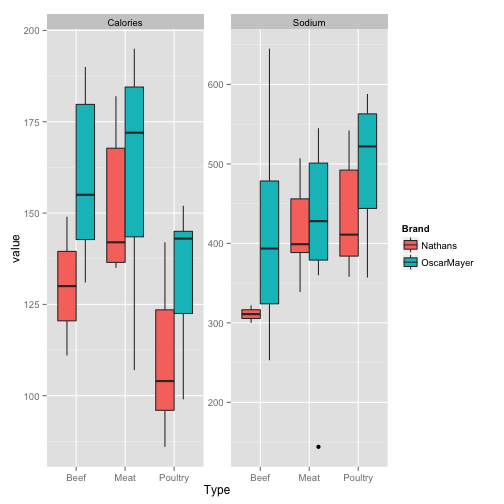 Calories
Sodium
200
175
150
125
100
600
500
400
300
200
value
Beef
Meat
Poultry
Beef
Meat
Poultry
Type
Brand
Nathans
OscarMayer